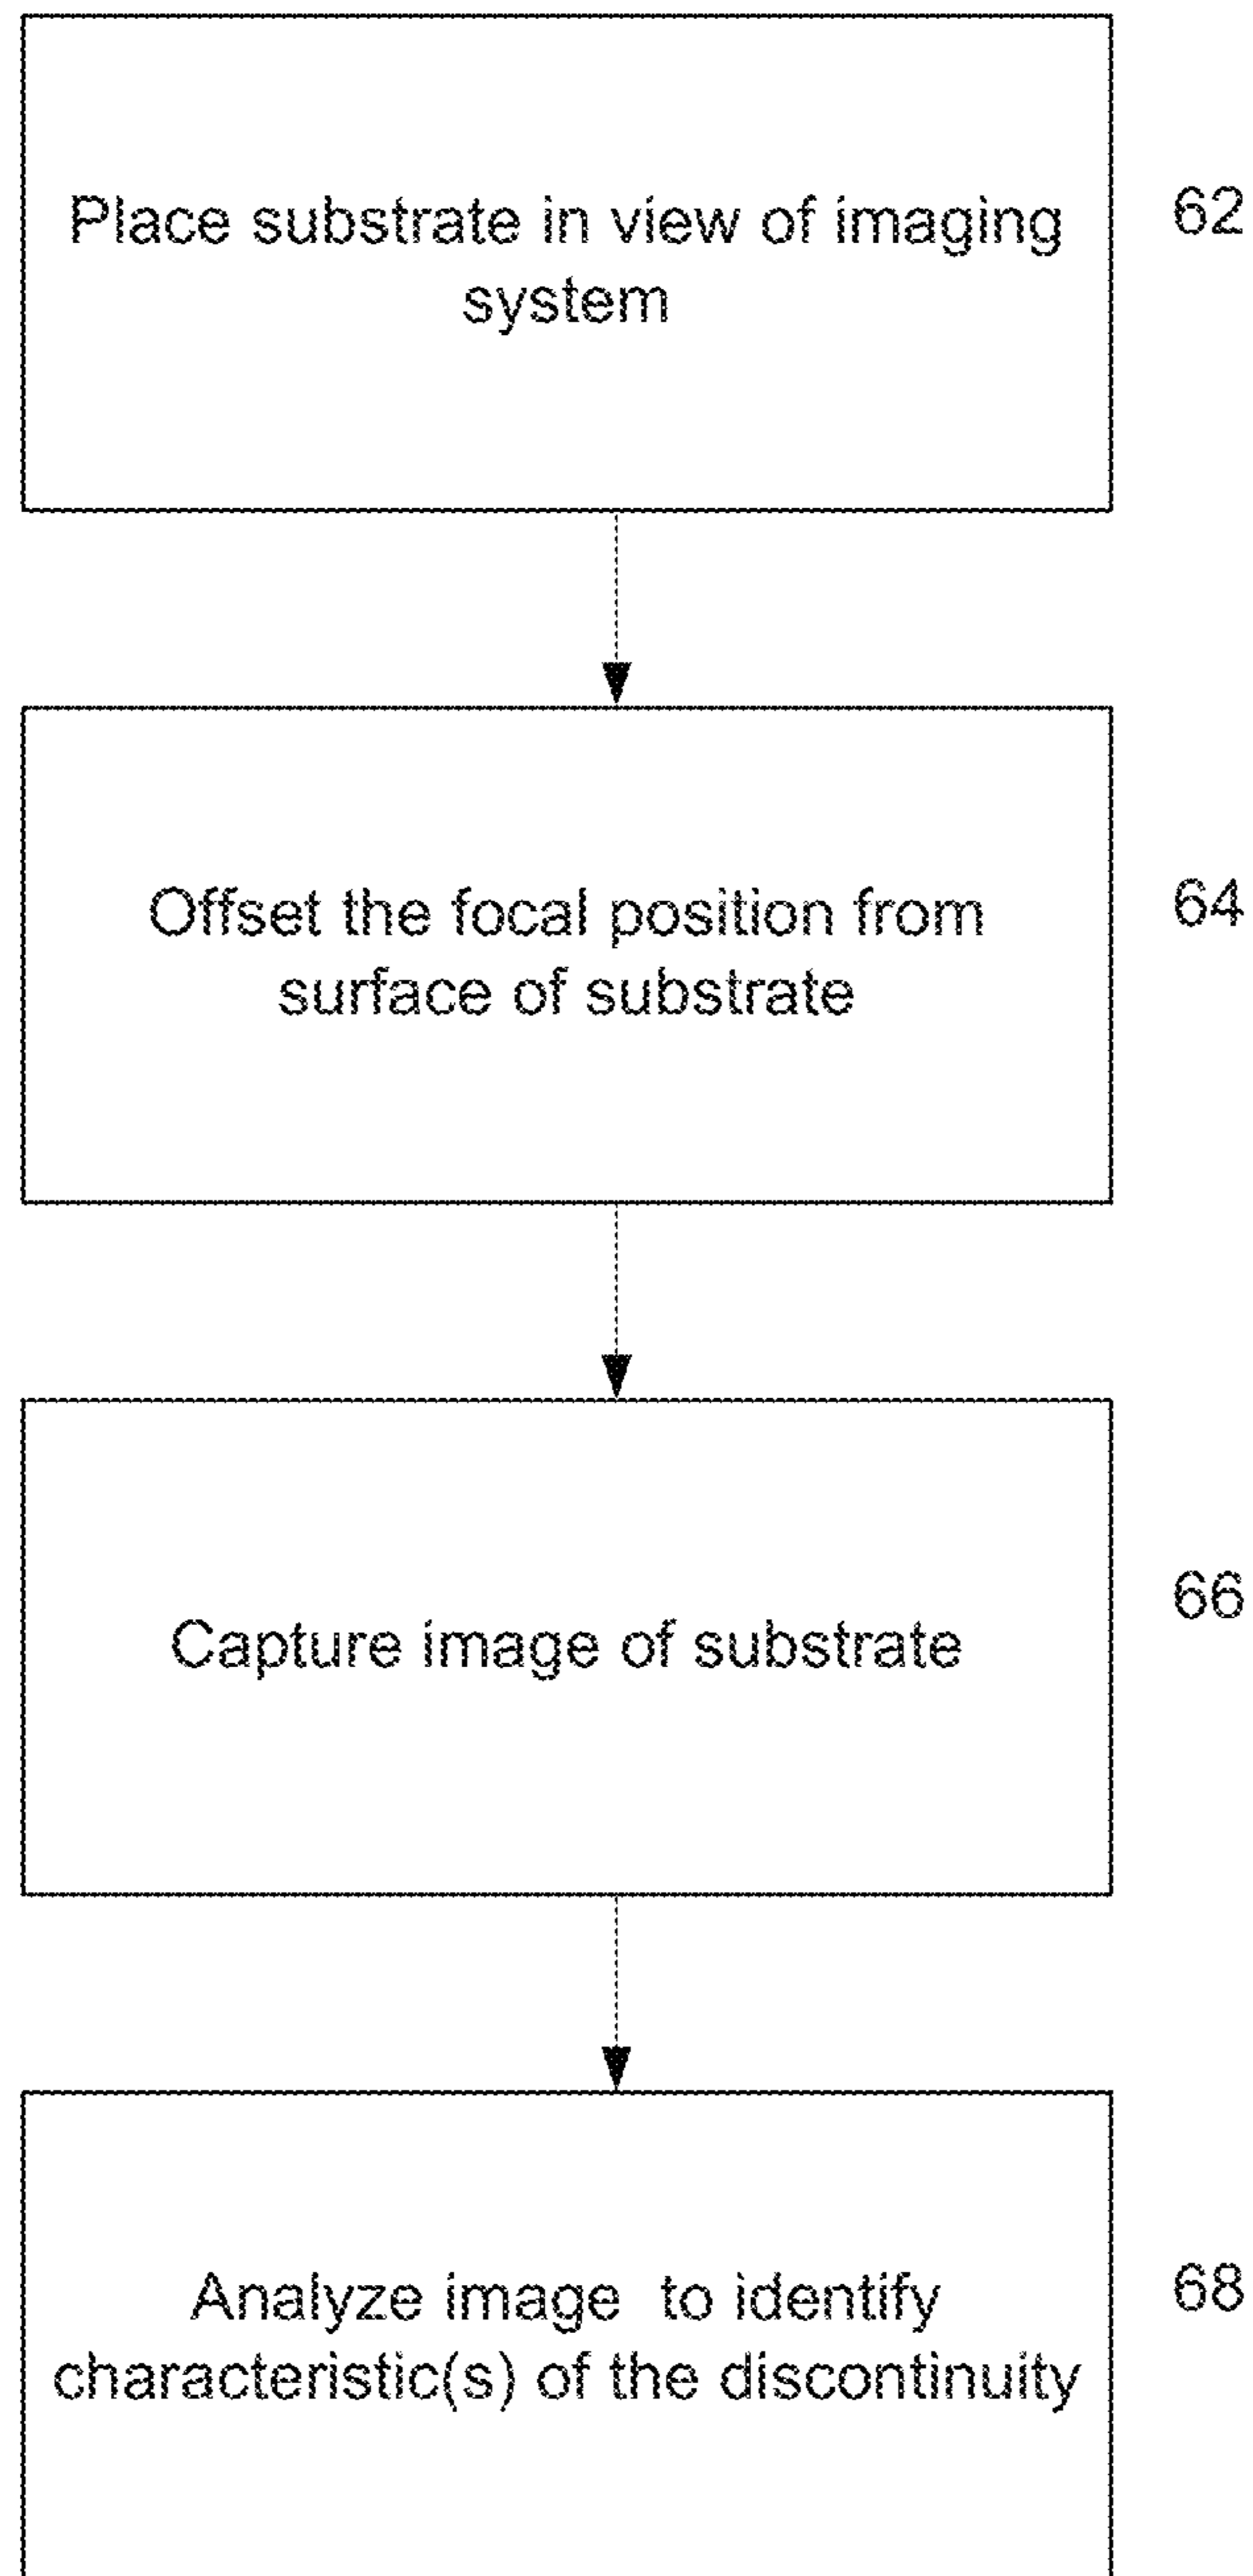 Place substrate in view of imaging
system
62
Offset the focal position from
surface of substrate
64
Capture image of substrate
66
Analyze image  to identify
characteristic(s) of the discontinuity
68